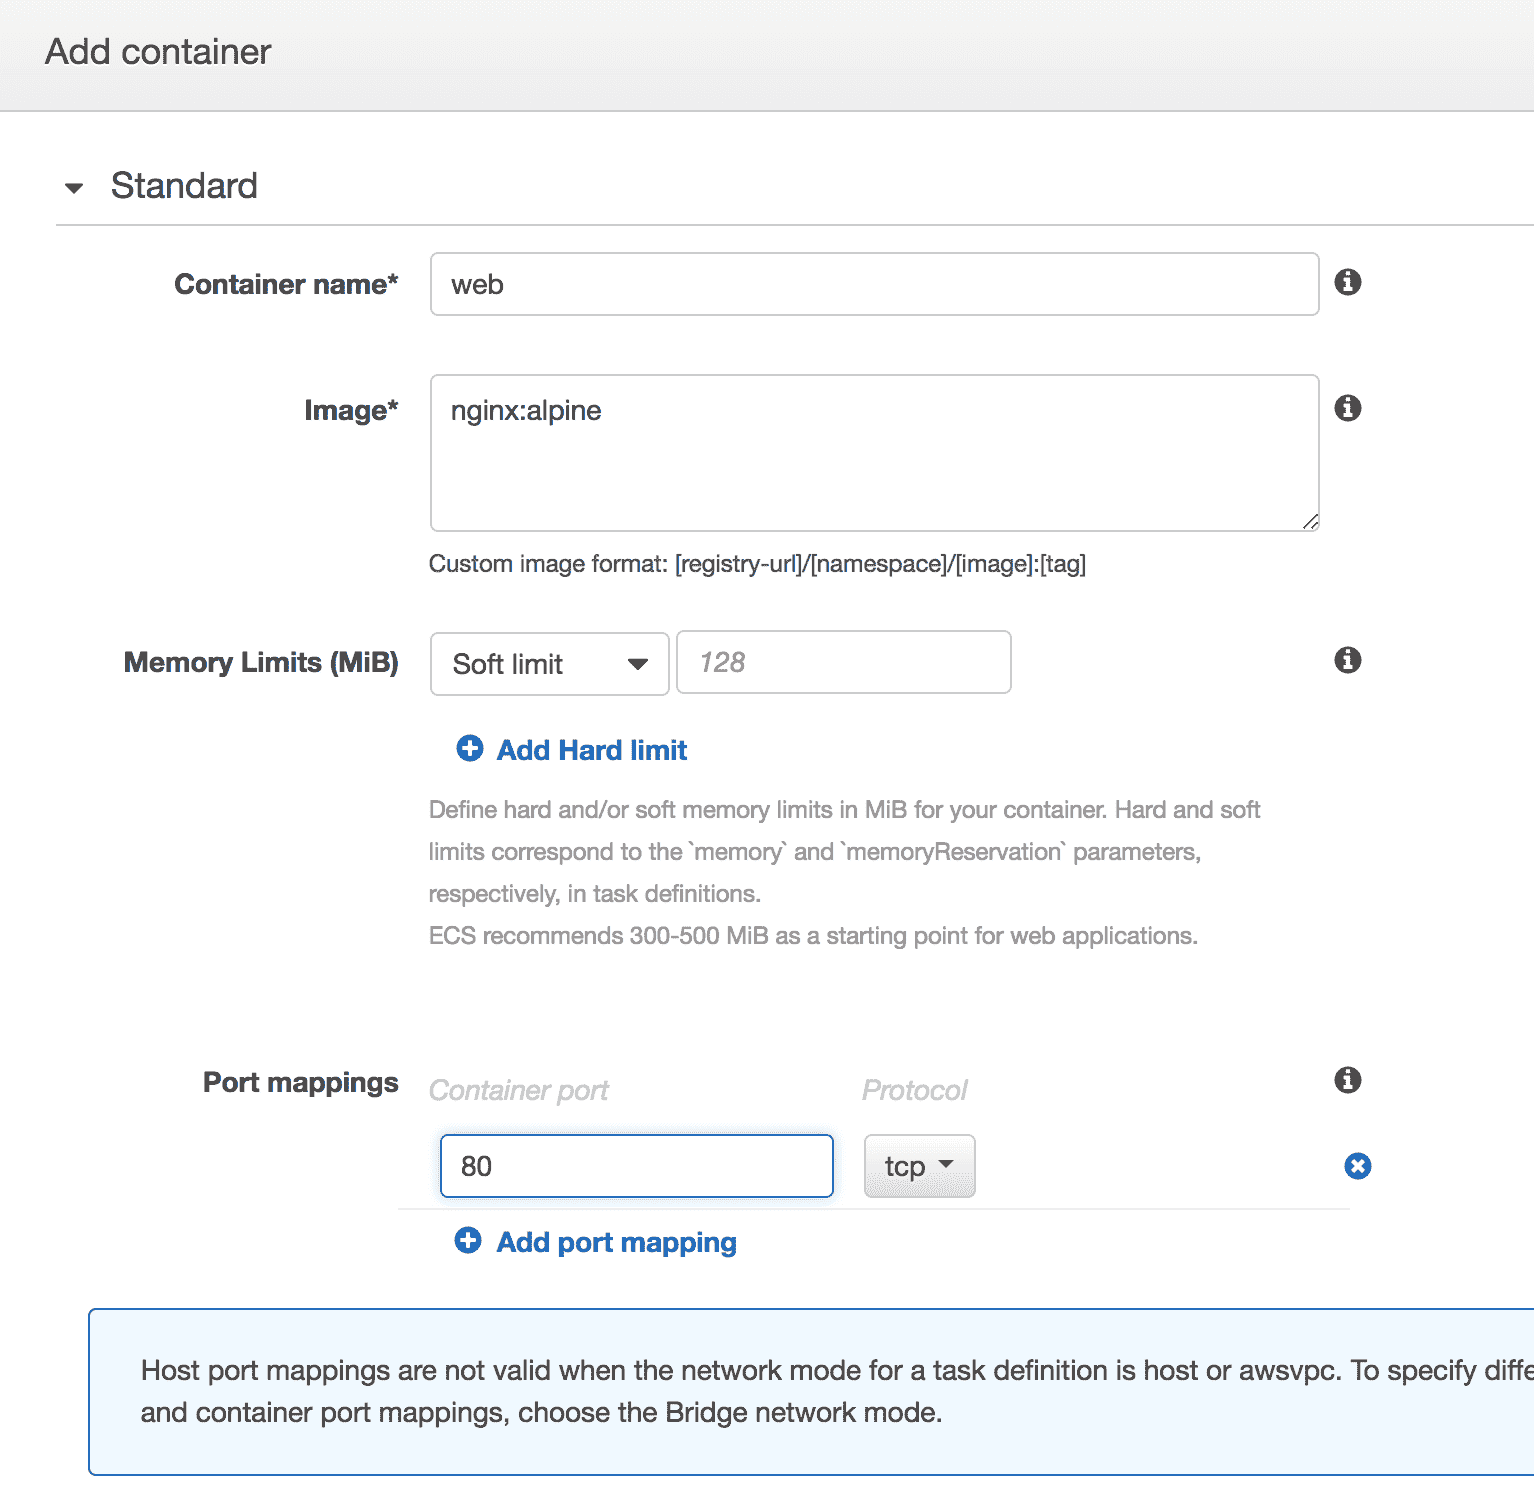 Add container
Standard
Container name*
web
Image*
nginx:alpine
Custom image format: [registry-url]/[namespace]/[image]:[tag]
Memory Limits (MiB)
Soft limit
128
Add Hard limit
Define hard and/or soft memory limits in MiB for your container. Hard and soft
limits correspond to the `memory` and `memoryReservation` parameters,
respectively, in task definitions.
ECS recommends 300-500 MiB as a starting point for web applications.
Port mappings
Container port
Protocol
80
tcp
Add port mapping
Host port mappings are not valid when the network mode for a task definition is host or awsvpc. To specify diffe
and container port mappings, choose the Bridge network mode.